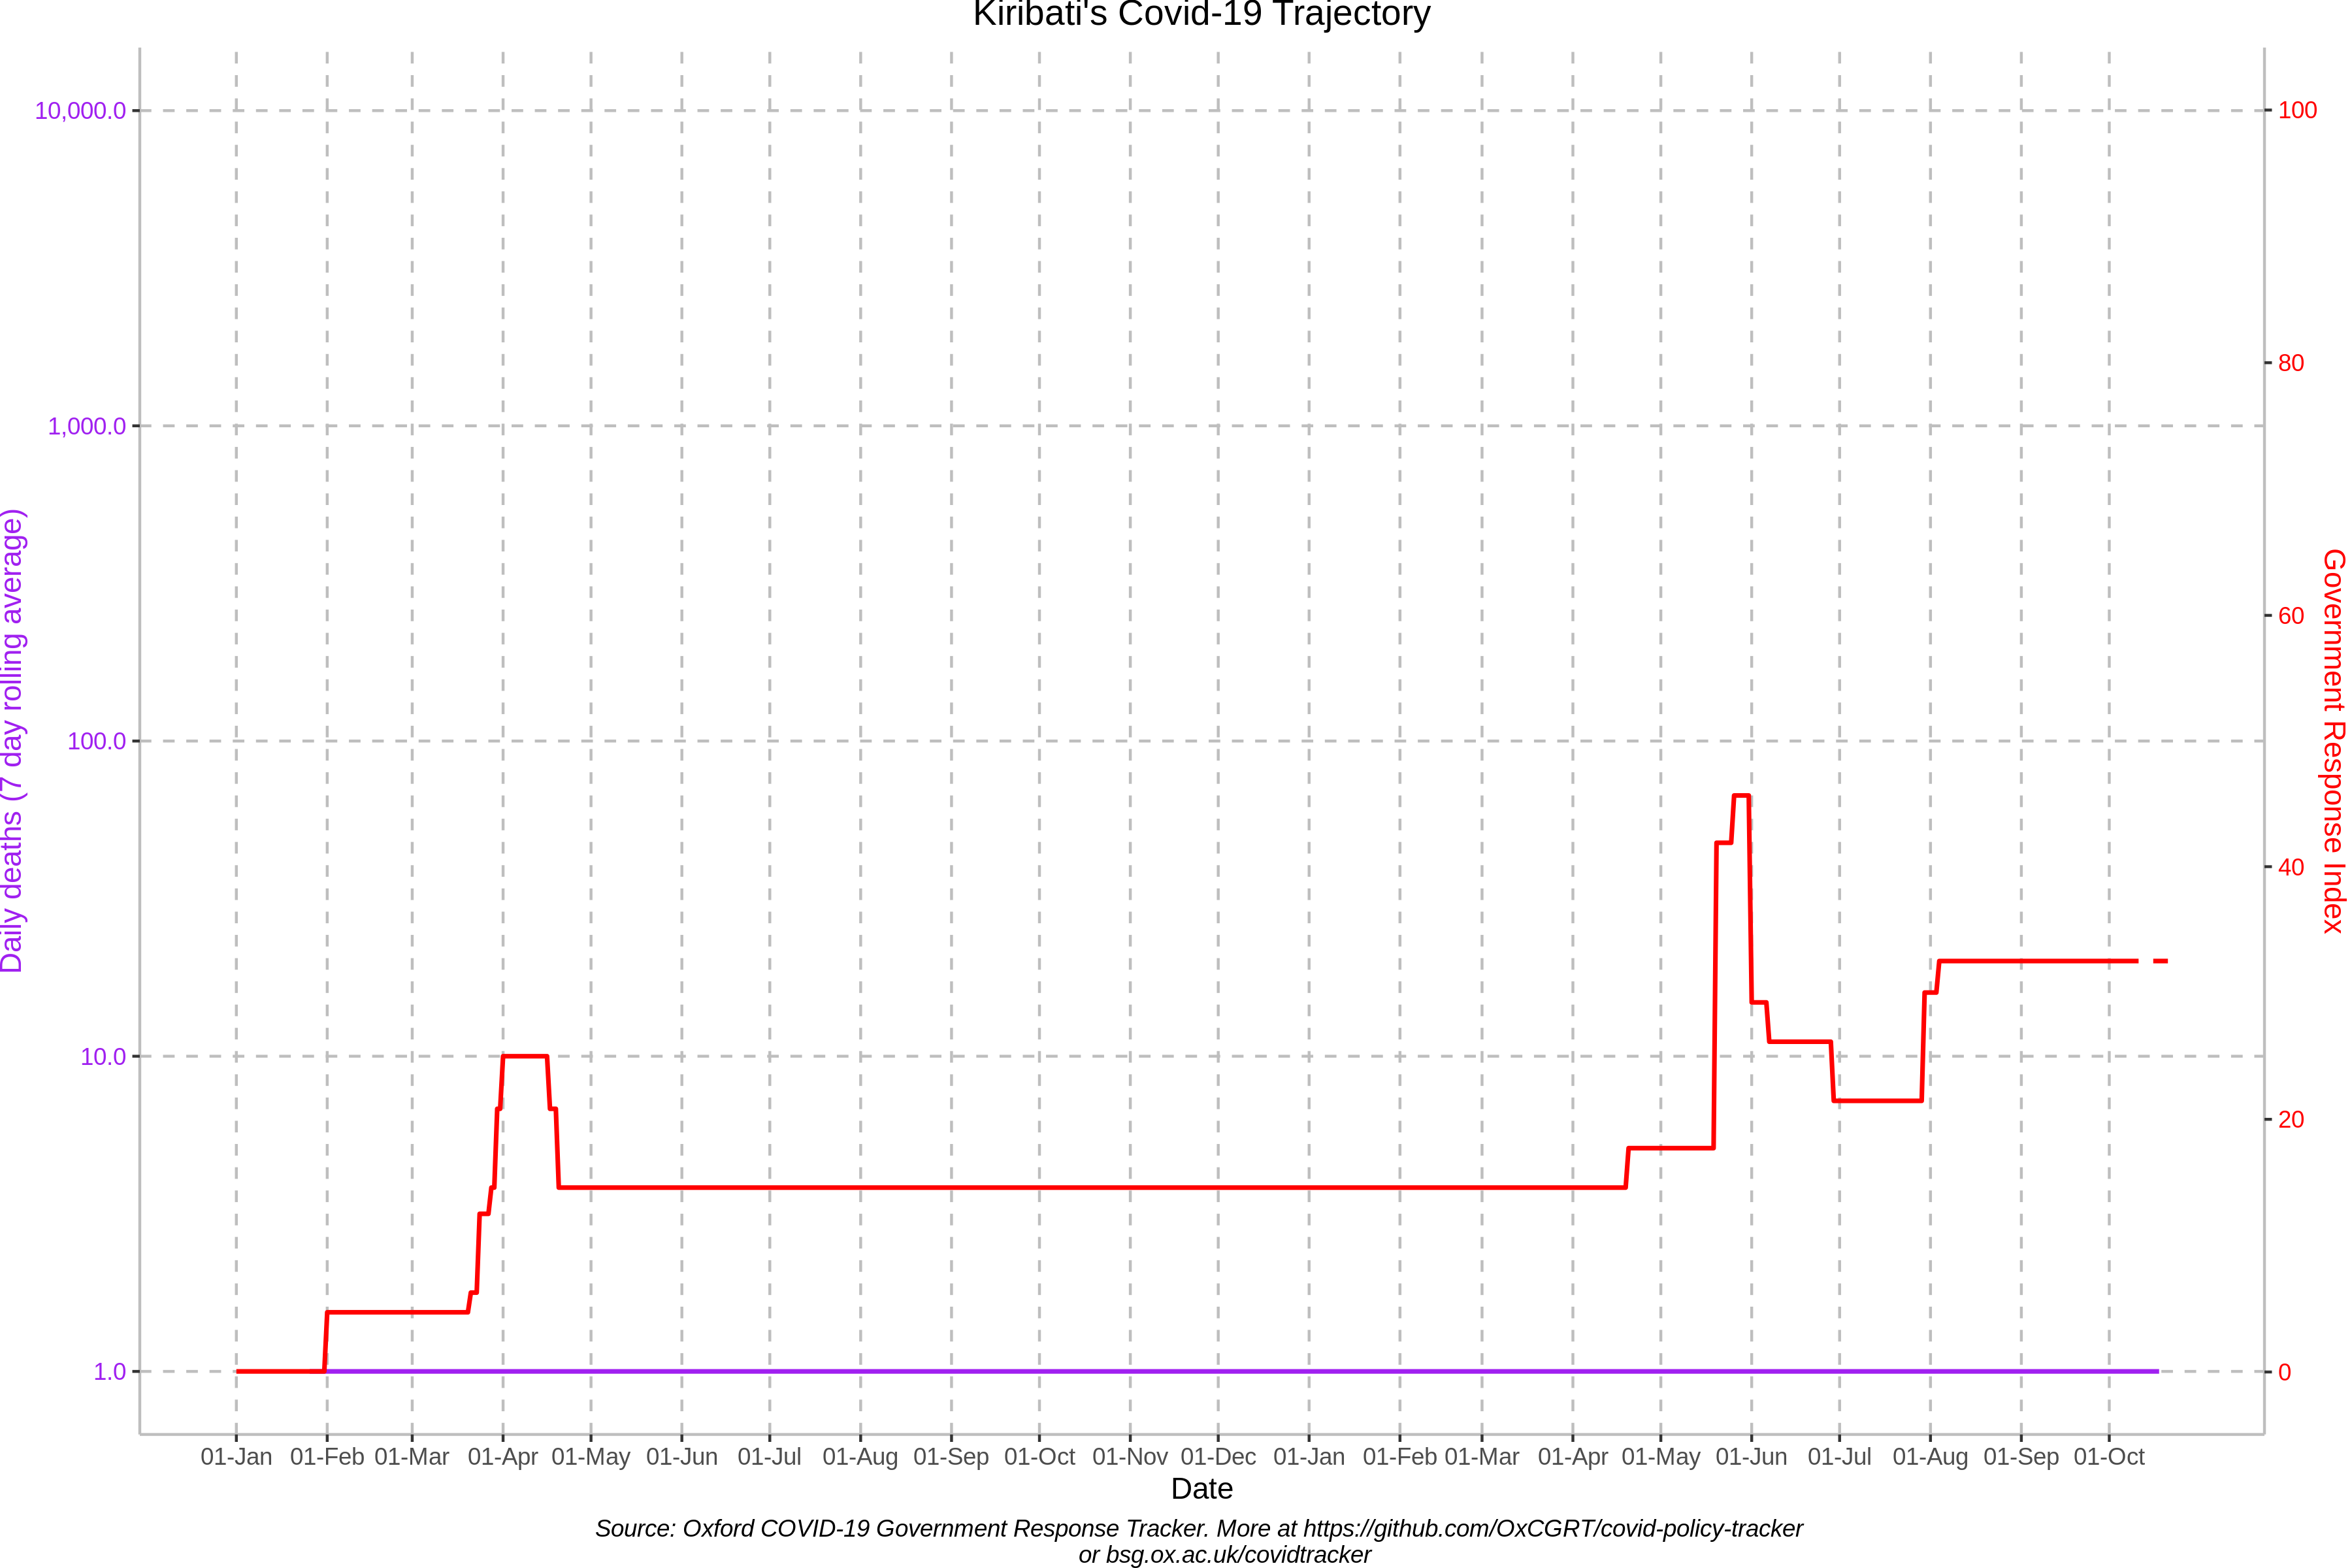 Kiribati's Covid-19 Trajectory
10,000.0
1,000.0
100.0
10.0
1.0
Daily deaths (7 day rolling average)
100
80
60
40
20
0
Government Response Index
01-Jan 01-Feb 01-Mar 01-Apr 01-May 01-Jun 01-Jul 01-Aug 01-Sep 01-Oct 01-Nov 01-Dec 01-Jan 01-Feb 01-Mar 01-Apr 01-May 01-Jun 01-Jul 01-Aug 01-Sep 01-Oct
Date
Source: Oxford COVID-19 Government Response Tracker. More at https://github.com/OxCGRT/covid-policy-tracker
or bsg.ox.ac.uk/covidtracker